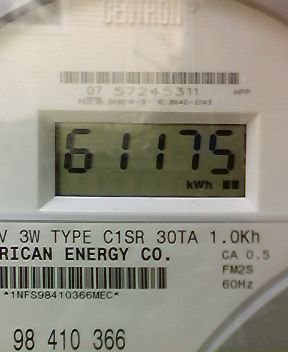 CENTRON
07 57245311
61175
kWh
V 3W TYPE C1SR 30TA 1.0Kh
RICAN ENERGY CO.
CA 0.5
FM2S
60Hz
*1NFS98410366MEC*
98 410 366